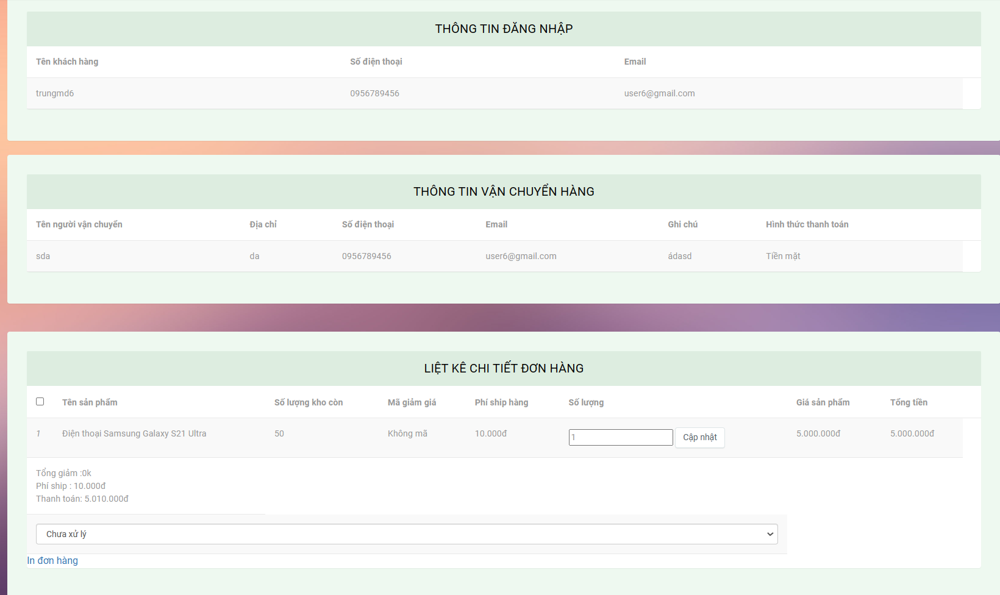 THÔNG TIN ĐĂNG NHẬP
Tên khách hàng Số điện thoại Email
trungmd6 0956789456 user6@gmail.com
THÔNG TIN VẬN CHUYỂN HÀNG
Tên người vận chuyển Địa chỉ Số điện thoại Email Ghi chú Hình thức thanh toán
sda da 0956789456 user6@gmail.com ádasd Tiền mặt
LIỆT KÊ CHI TIẾT ĐƠN HÀNG
Tên sản phẩm Số lượng kho còn Mã giảm giá Phí ship hàng Số lượng Giá sản phẩm Tổng tiền
1 Điện thoại Samsung Galaxy S21 Ultra 50 Không mã 10.000đ 1 Cập nhật 5.000.000đ 5.000.000đ
Tổng giảm :0k
Phí ship : 10.000đ
Thanh toán: 5.010.000đ
Chưa xử lý
In đơn hàng